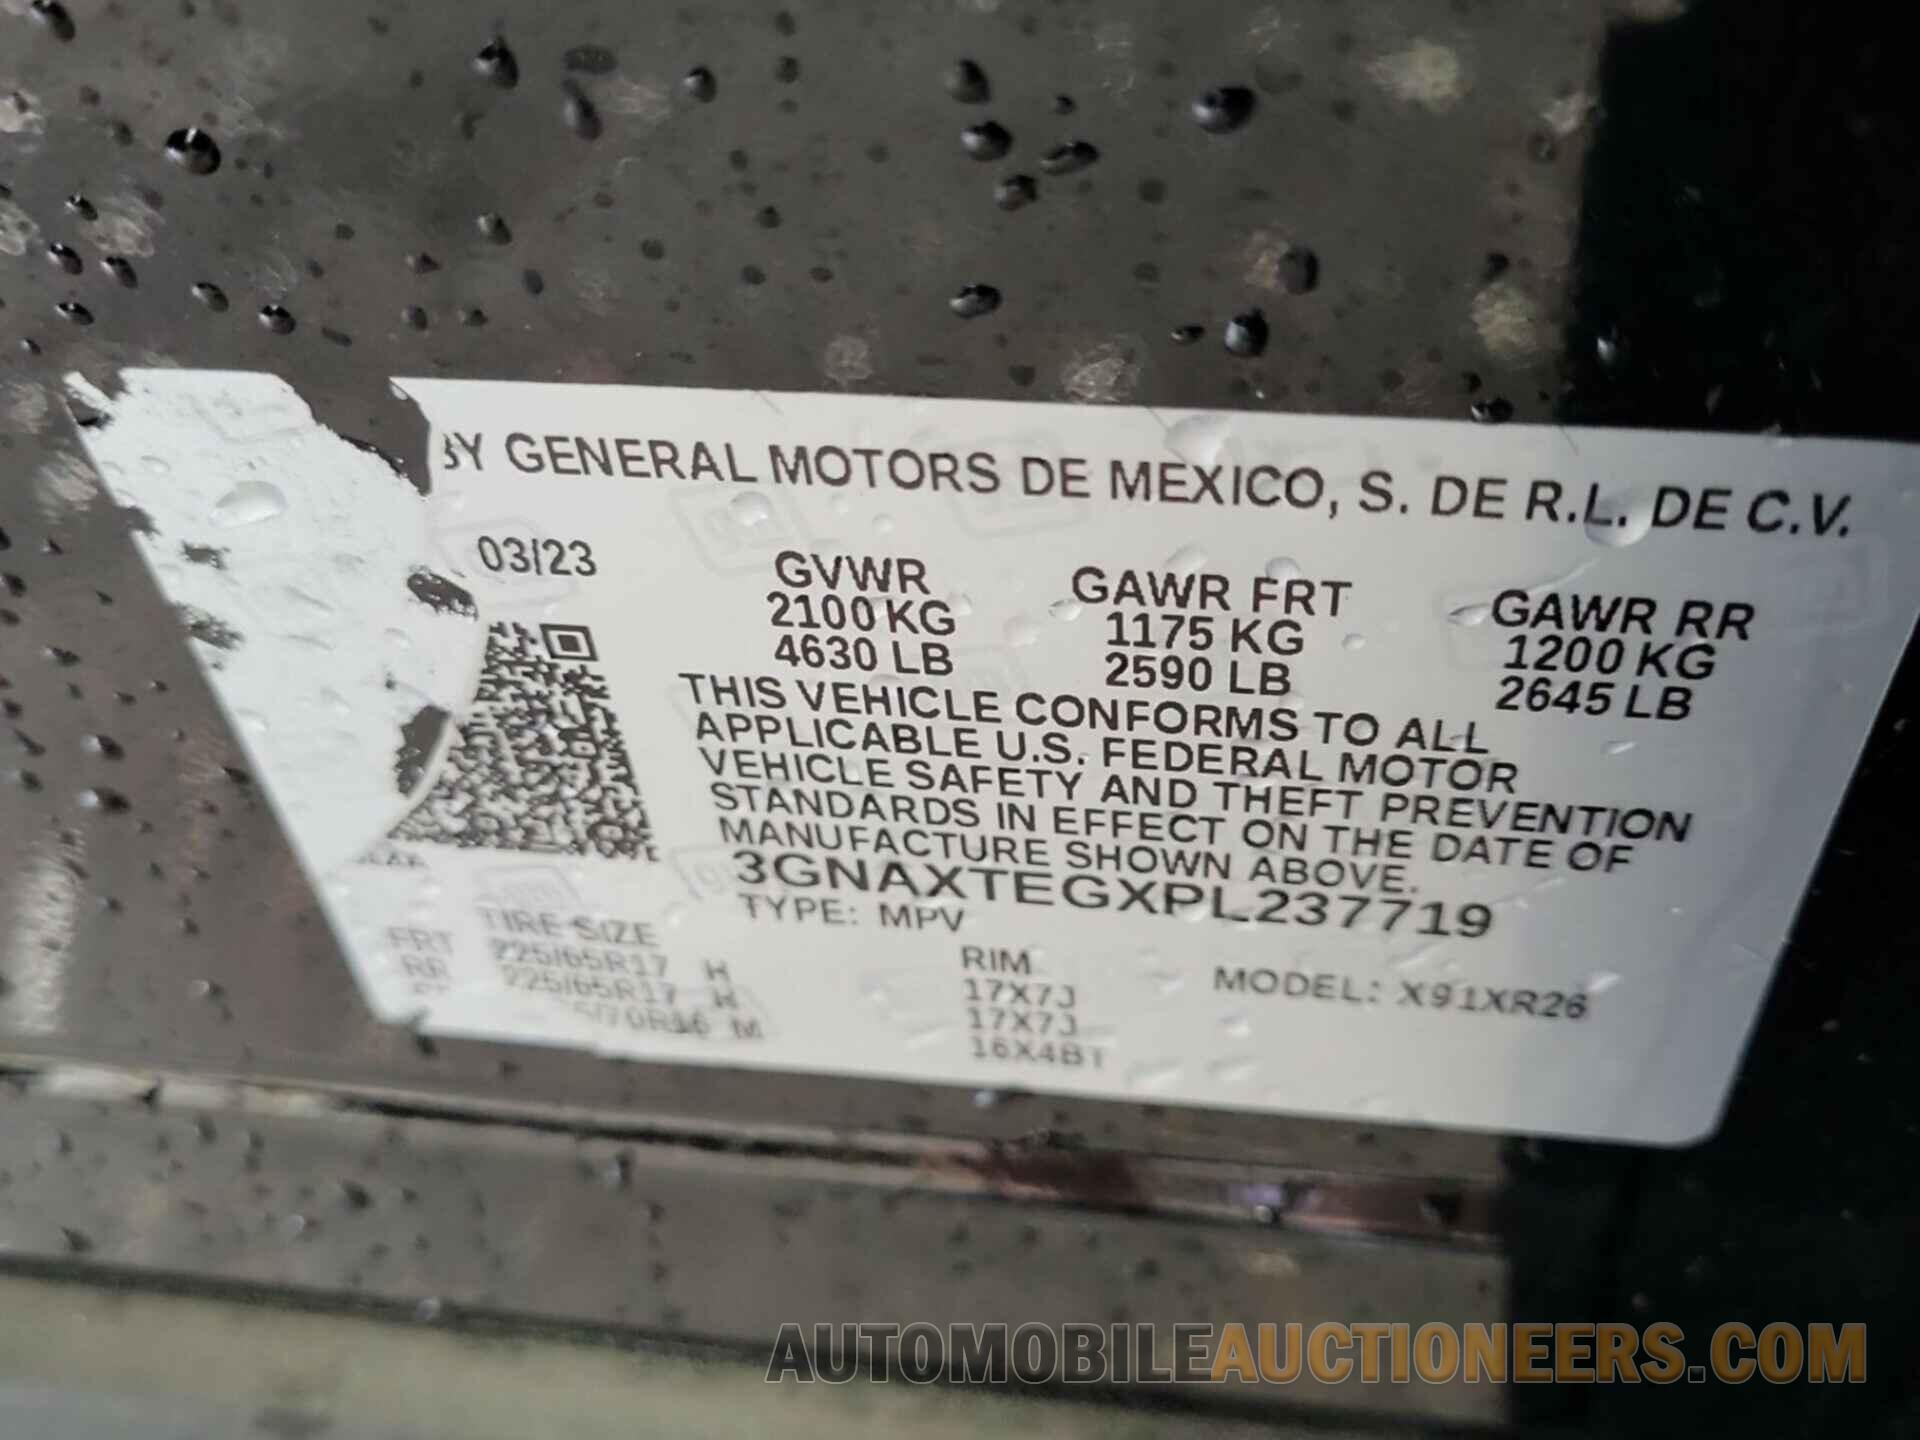 BY GENERAL MOTORS DE MEXICO, S. DE R.L. DE C.V.
03/23
GVWR GAWR FRT GAWR RR
2100 KG 1175 KG 1200 KG
4630 LB 2590 LB 2645 LB
THIS VEHICLE CONFORMS TO ALL
APPLICABLE U.S. FEDERAL MOTOR
VEHICLE SAFETY AND THEFT PREVENTION
STANDARDS IN EFFECT ON THE DATE OF
MANUFACTURE SHOWN ABOVE.
3GNAXTEGXPL237719
TYPE: MPV MODEL: X91XR26
TIRE SIZE RIM
FRT 225/65R17 H 17X7J
RR 225/65R17 H 17X7J
/70R16 M 16X4BT
AUTOMOBILEAUCTIONEERS.COM